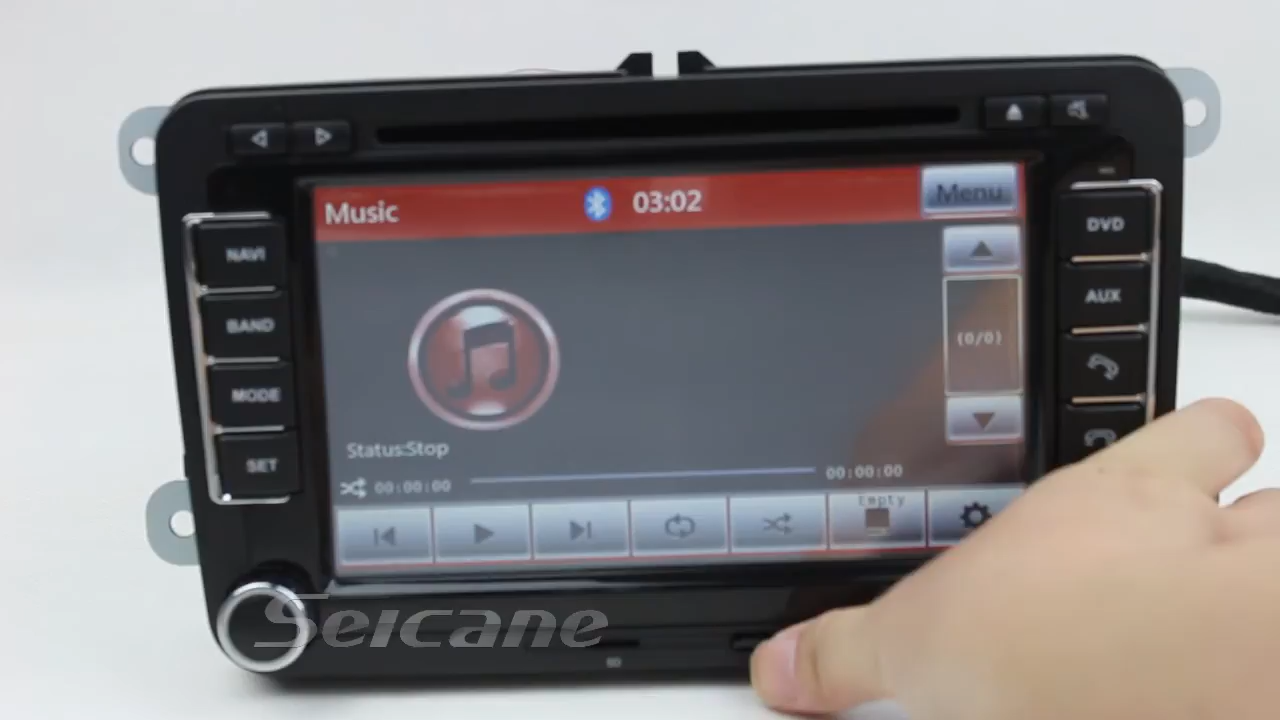 Music
03:02
Menu
NAVI
BAND
MODE
SET
DVD
AUX
(0/0)
Status:Stop
00:00:00
00:00:00
Empty
Seicane